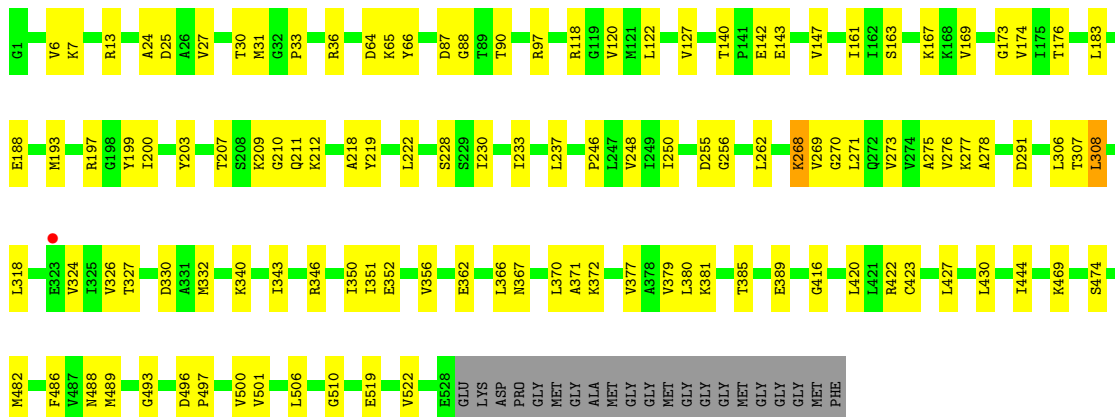 G1 V6 K7 R13 A24 D25 A26 V27 T30 M31 G32 P33 R36 D64 K65 Y66 D87 G88 T89 T90 R97 R118 G119 V120 M121 L122 V127 T140 P141 E142 E143 V147 I161 I162 S163 K167 K168 V169 G173 V174 I175 T176 L183
E188 M193 R197 G198 Y199 I200 Y203 T207 S208 K209 G210 Q211 K212 A218 Y219 L222 S228 S229 I230 I233 L237 P246 L247 V248 I249 I250 D255 G256 L262 K268 V269 G270 L271 Q272 V273 V274 A275 V276 K277 A278 D291 L306 T307 L308
L318 E323 V324 I325 V326 T327 D330 A331 M332 K340 I343 R346 I350 I351 E352 V356 E362 L366 N367 L370 A371 K372 V377 A378 V379 L380 K381 T385 E389 G416 L420 L421 R422 C423 L427 L430 I444 K469 S474
M482 F486 V487 N488 M489 G493 D496 P497 V500 V501 L506 G510 E519 V522 E528 GLU LYS ASP PRO GLY MET GLY ALA MET GLY GLY MET GLY GLY GLY MET GLY GLY GLY MET PHE